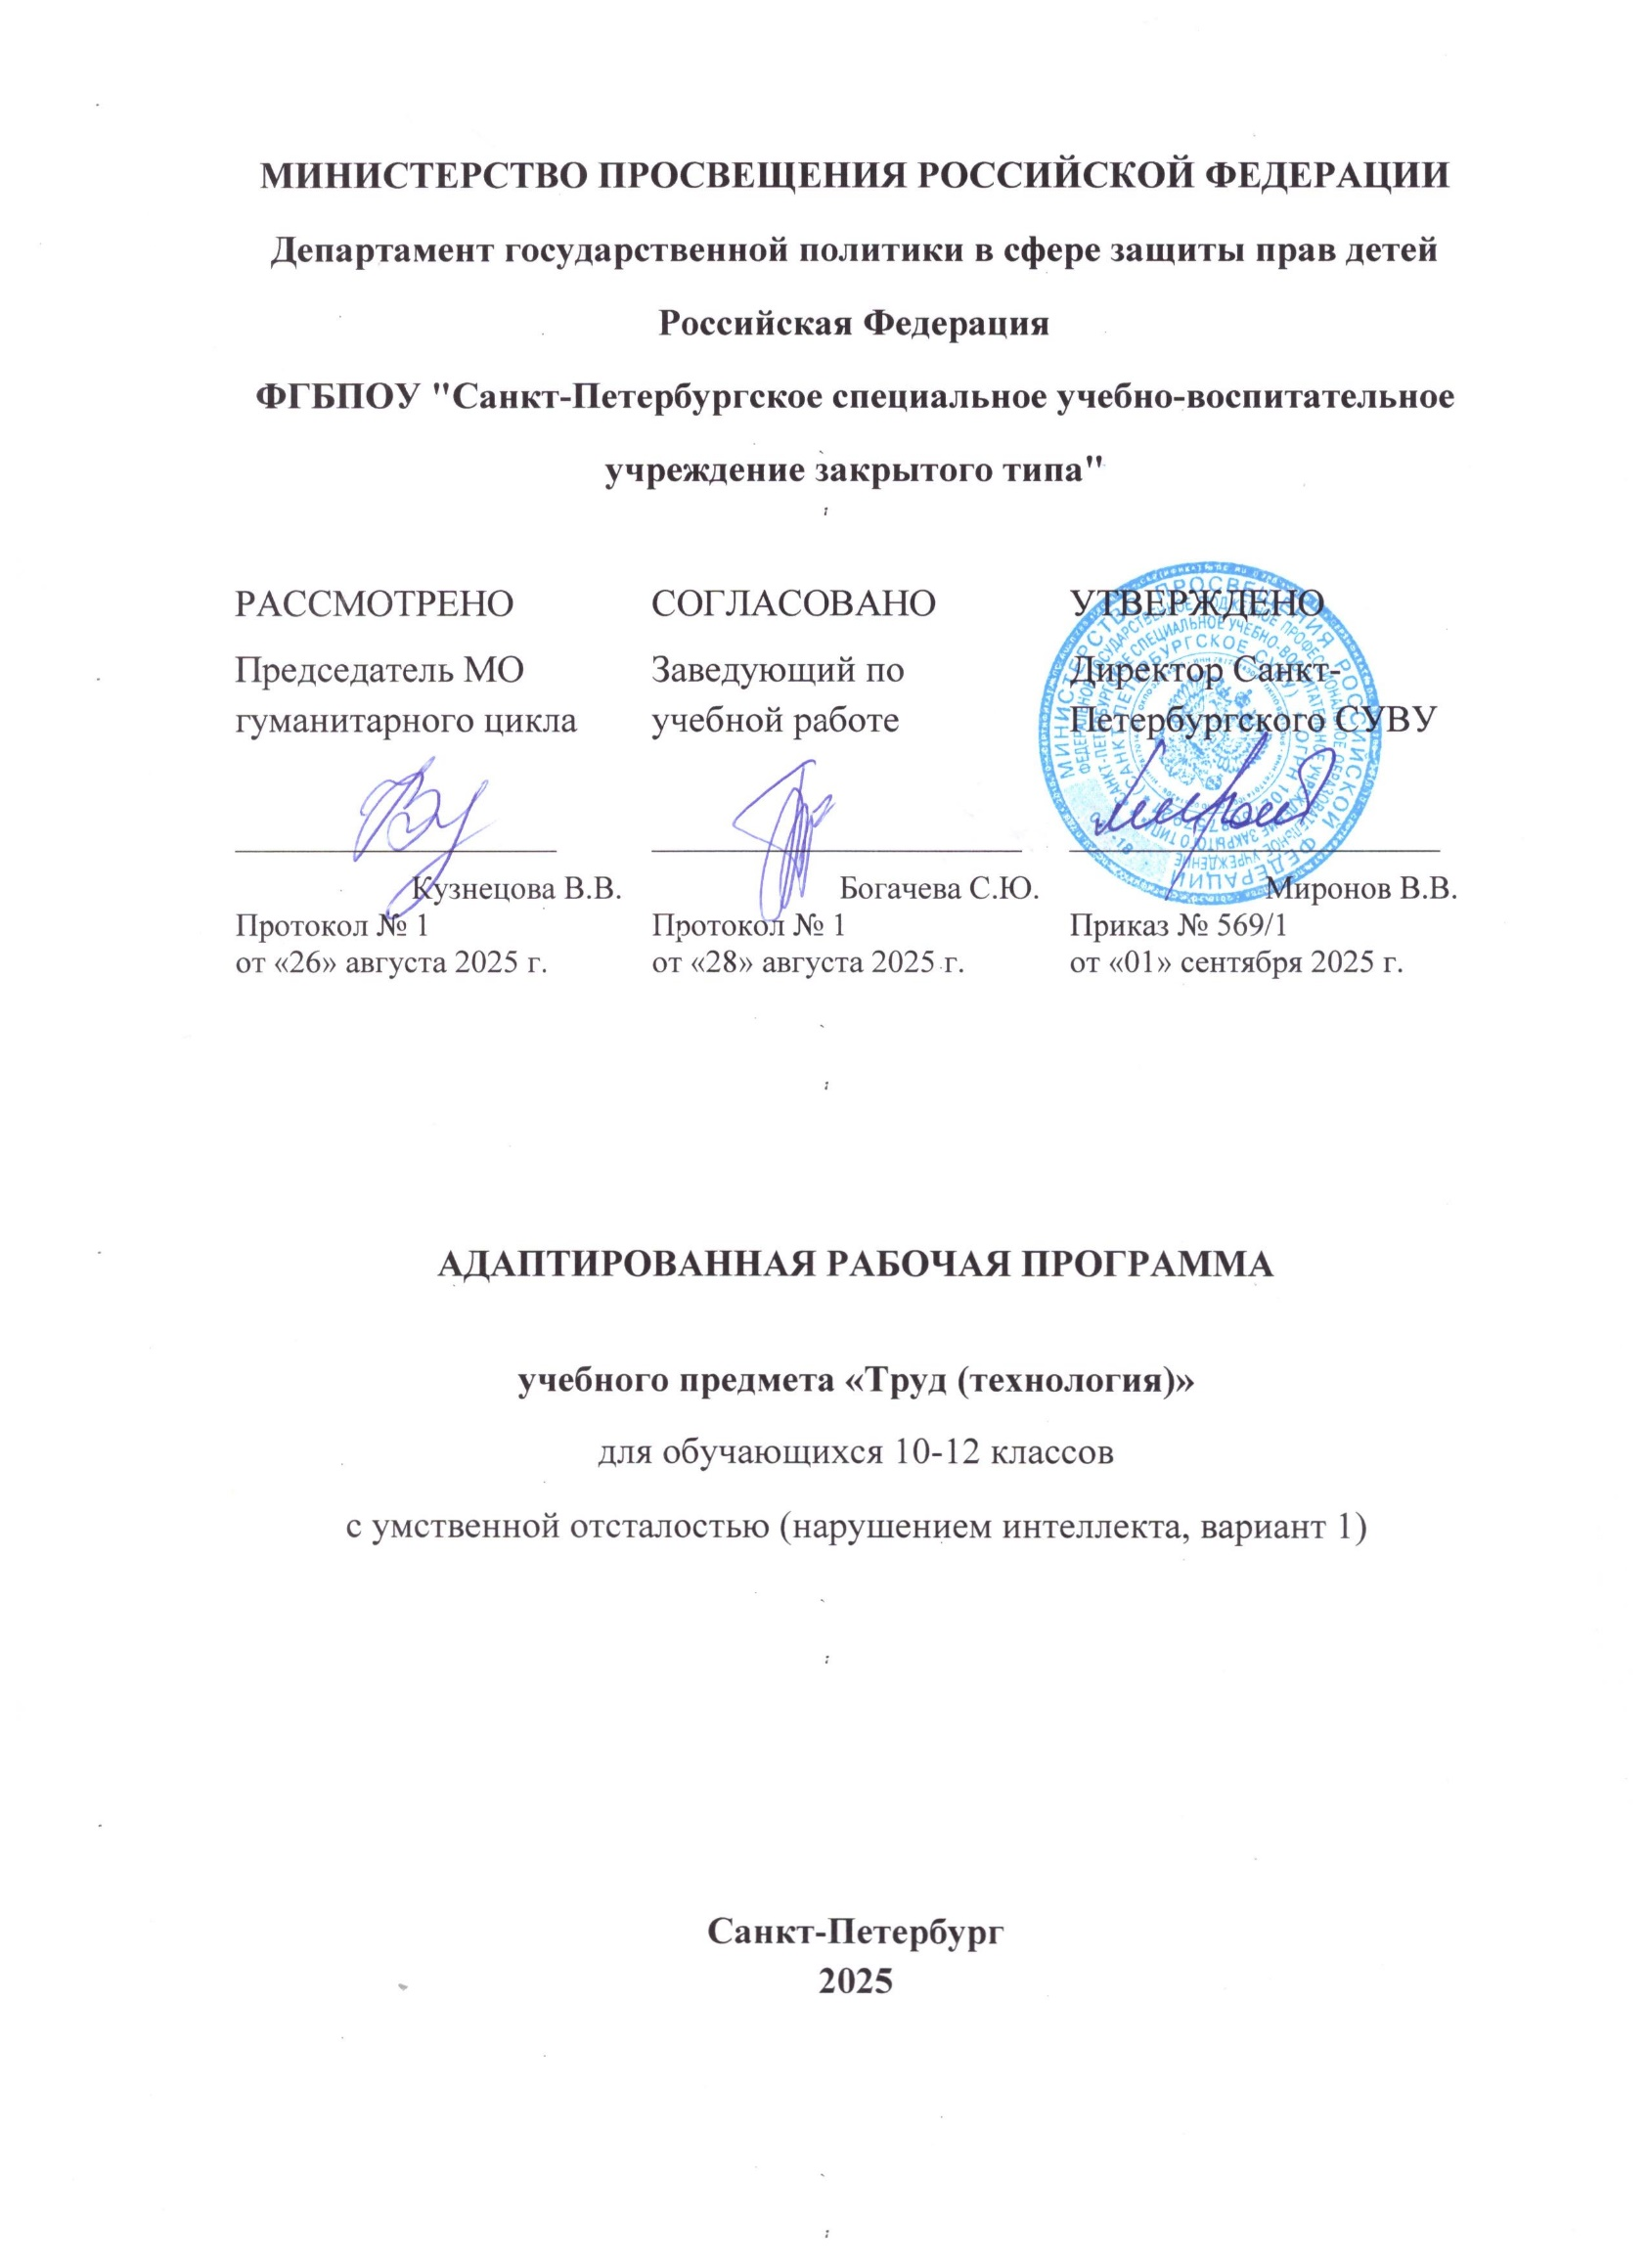 МИНИСТЕРСТВО ПРОСВЕЩЕНИЯ РОССИЙСКОЙ ФЕДЕРАЦИИ
Департамент государственной политики в сфере защиты прав детей
Российская Федерация
ФГБПОУ "Санкт-Петербургское специальное учебно-воспитательное
учреждение закрытого типа"
РАССМОТРЕНО
Председатель МО
гуманитарного цикла
Кузнецова В.В.
Протокол № 1
от «26» августа 2025 г.
СОГЛАСОВАНО
Заведующий по
учебной работе
Богачева С.Ю.
Протокол № 1
от «28» августа 2025 г.
УТВЕРЖДЕНО
Директор Санкт-
Петербургского СУВУ
Миронов В.В.
Приказ № 569/1
от «01» сентября 2025 г.
МИНИСТЕРСТВО ПРОСВЕЩЕНИЯ РОССИЙСКОЙ ФЕДЕРАЦИИ
АДАПТИРОВАННАЯ РАБОЧАЯ ПРОГРАММА
учебного предмета «Труд (технология)»
для обучающихся 10-12 классов
с умственной отсталостью (нарушением интеллекта, вариант 1)
Санкт-Петербург
2025